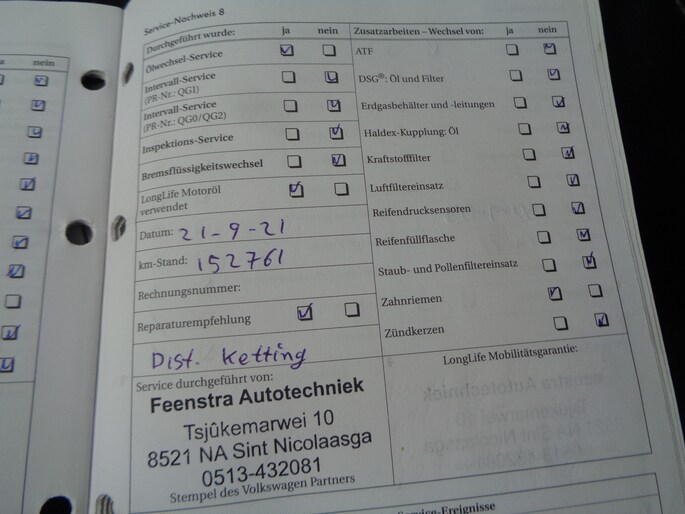 nein
Service-Nachweis 8
Durchgeführt wurde: ja nein
Ölwechsel-Service
Intervall-Service
(PR-Nr.: QG1)
Intervall-Service
(PR-Nr.: QG0/QG2)
Inspektions-Service
Bremsflüssigkeitswechsel
LongLife Motoröl
verwendet
Datum: 21-9-21
km-Stand: 152761
Rechnungsnummer:
Reparaturempfehlung
Dist. Ketting
Service durchgeführt von:
Feenstra Autotechniek
Tsjûkemarwei 10
8521 NA Sint Nicolaasga
0513-432081
Stempel des Volkswagen Partners
Zusatzarbeiten – Wechsel von: ja nein
ATF
DSG®: Öl und Filter
Erdgasbehälter und -leitungen
Haldex-Kupplung: Öl
Kraftstofffilter
Luftfiltereinsatz
Reifendrucksensoren
Reifenfüllflasche
Staub- und Pollenfiltereinsatz
Zahnriemen
Zündkerzen
LongLife Mobilitätsgarantie:
Service-Ereignisse